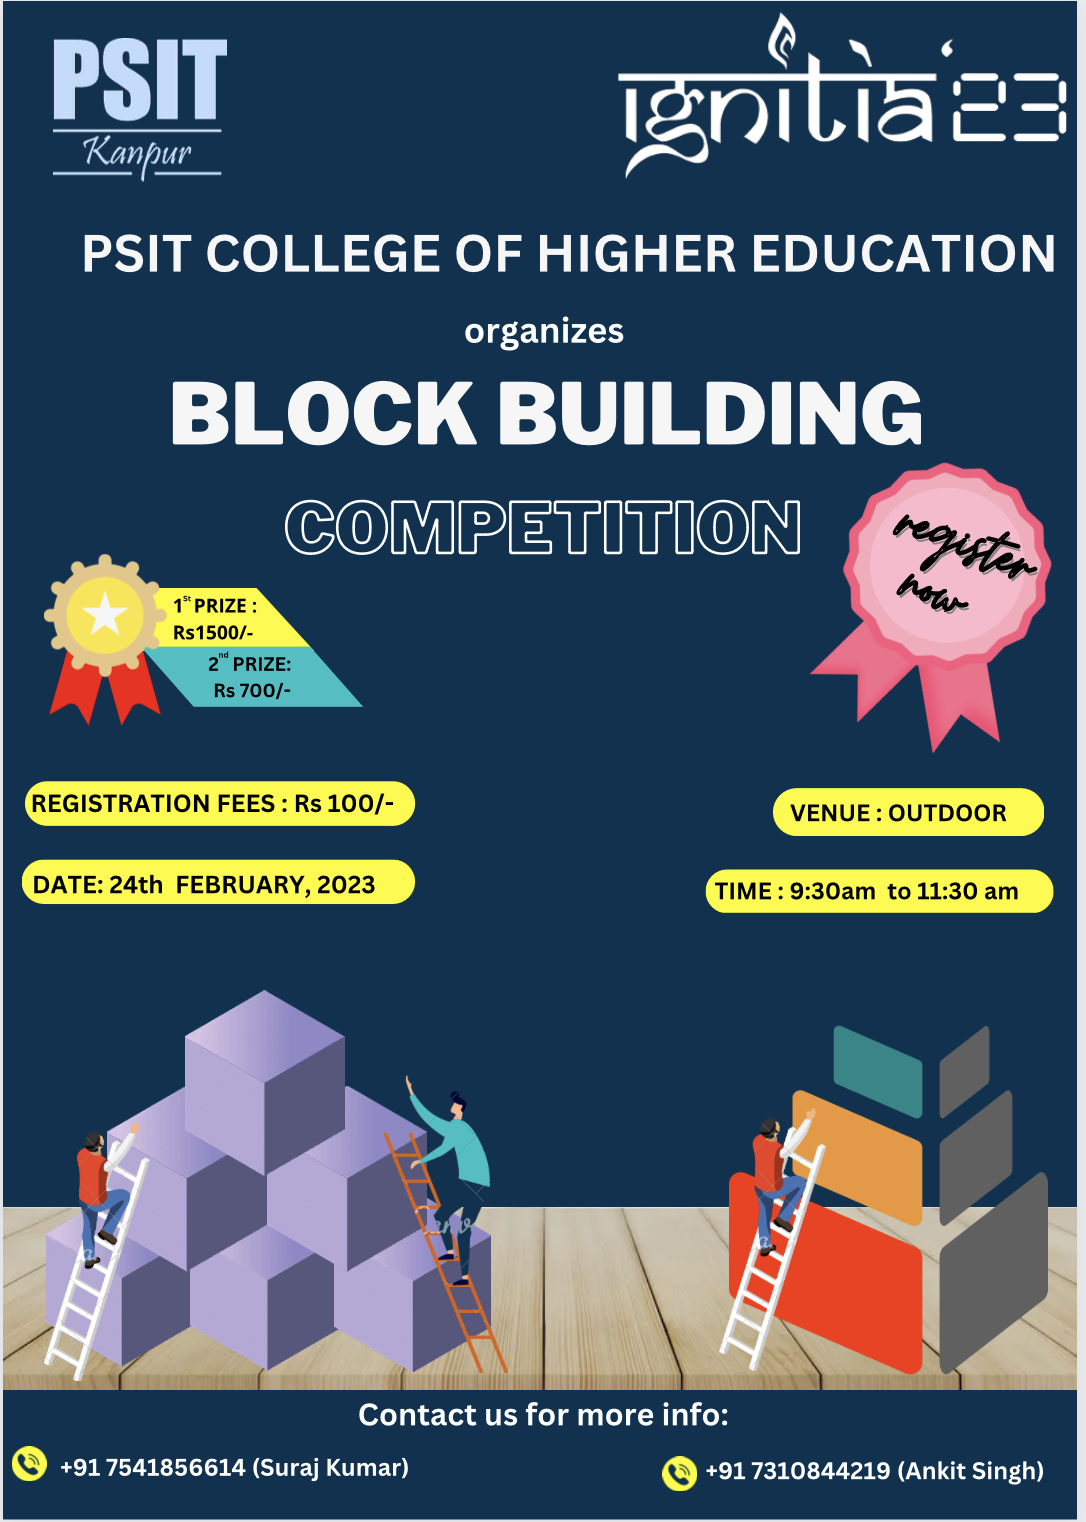 PSIT
Kanpur
ignitia '23
PSIT COLLEGE OF HIGHER EDUCATION
organizes
BLOCK BUILDING
COMPETITION
register
now
1st PRIZE :
Rs1500/-
2nd PRIZE:
Rs 700/-
REGISTRATION FEES : Rs 100/-
VENUE : OUTDOOR
DATE: 24th FEBRUARY, 2023
TIME : 9:30am to 11:30 am
Contact us for more info:
+91 7541856614 (Suraj Kumar)
+91 7310844219 (Ankit Singh)